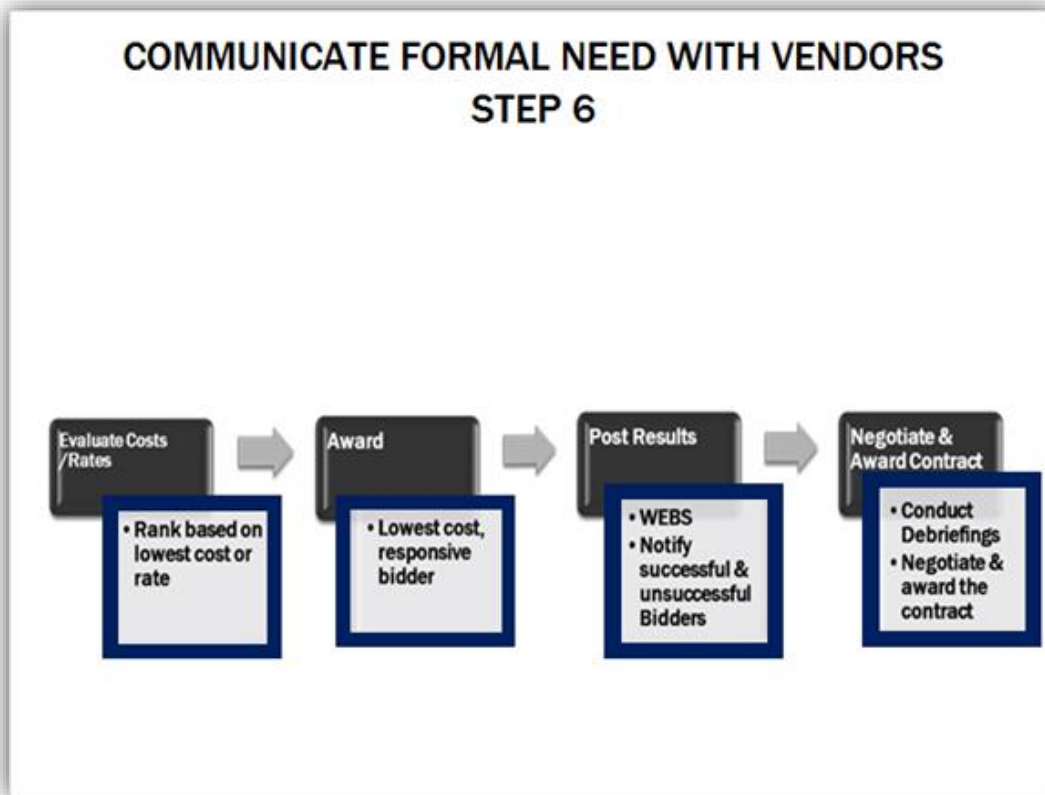 COMMUNICATE FORMAL NEED WITH VENDORS
STEP 6
Evaluate Costs
/Rates
• Rank based on
lowest cost or
rate
Award
• Lowest cost,
responsive
bidder
Post Results
• WEBS
• Notify
successful &
unsuccessful
Bidders
Negotiate &
Award Contract
• Conduct
Debriefings
• Negotiate &
award the
contract